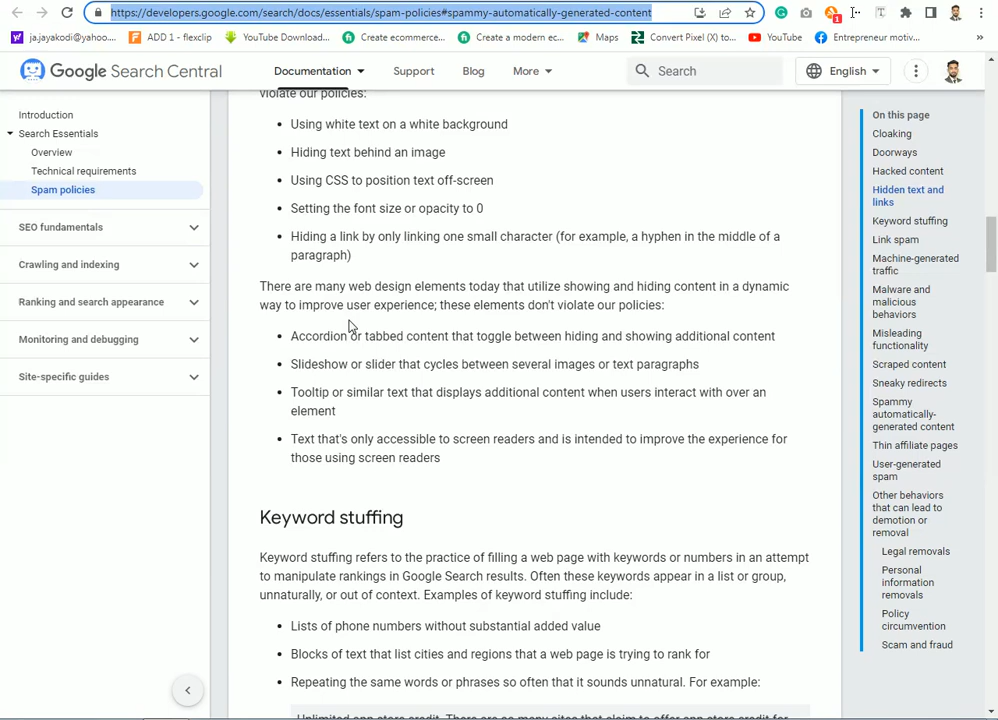 https://developers.google.com/search/docs/essentials/spam-policies#spammy-automatically-generated-content
ja.jayakodi@yahoo....
ADD 1 - flexclip
YouTube Download...
Create ecommerce...
Create a modern ec...
Maps
Convert Pixel (X) to...
YouTube
Entrepreneur motiv...
»
Google Search Central
Documentation
Support
Blog
More
Search
English
Introduction
Search Essentials
Overview
Technical requirements
Spam policies
SEO fundamentals
Crawling and indexing
Ranking and search appearance
Monitoring and debugging
Site-specific guides
violate our policies:
• Using white text on a white background
• Hiding text behind an image
• Using CSS to position text off-screen
• Setting the font size or opacity to 0
• Hiding a link by only linking one small character (for example, a hyphen in the middle of a
paragraph)
There are many web design elements today that utilize showing and hiding content in a dynamic
way to improve user experience; these elements don't violate our policies:
• Accordion or tabbed content that toggle between hiding and showing additional content
• Slideshow or slider that cycles between several images or text paragraphs
• Tooltip or similar text that displays additional content when users interact with over an
element
• Text that's only accessible to screen readers and is intended to improve the experience for
those using screen readers
Keyword stuffing
Keyword stuffing refers to the practice of filling a web page with keywords or numbers in an attempt
to manipulate rankings in Google Search results. Often these keywords appear in a list or group,
unnaturally, or out of context. Examples of keyword stuffing include:
• Lists of phone numbers without substantial added value
• Blocks of text that list cities and regions that a web page is trying to rank for
• Repeating the same words or phrases so often that it sounds unnatural. For example:
Unlimited app store credit. There are so many sites that claim to offer app store credit for
On this page
Cloaking
Doorways
Hacked content
Hidden text and
links
Keyword stuffing
Link spam
Machine-generated
traffic
Malware and
malicious
behaviors
Misleading
functionality
Scraped content
Sneaky redirects
Spammy
automatically-
generated content
Thin affiliate pages
User-generated
spam
Other behaviors
that can lead to
demotion or
removal
Legal removals
Personal
information
removals
Policy
circumvention
Scam and fraud